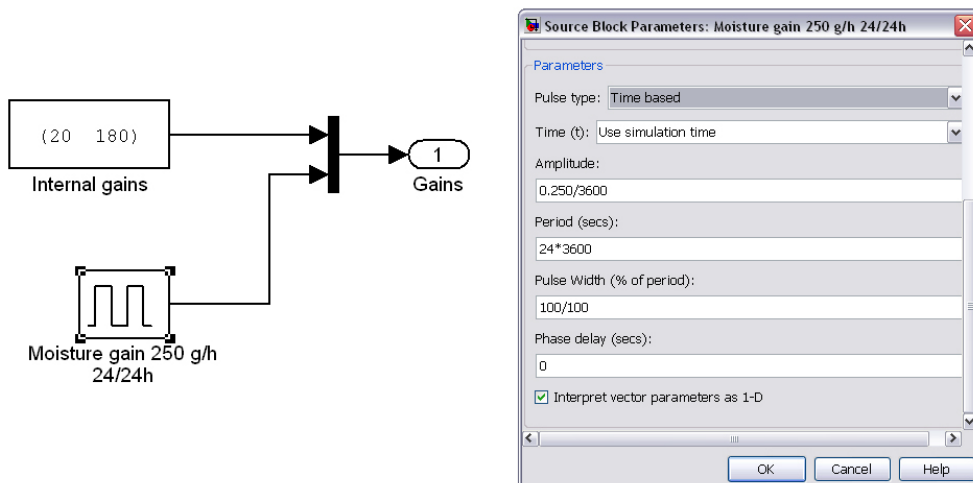 (20 180)
Internal gains
1
Gains
Moisture gain 250 g/h
24/24h
Source Block Parameters: Moisture gain 250 g/h 24/24h
Parameters
Pulse type: Time based
Time (t): Use simulation time
Amplitude:
0.250/3600
Period (secs):
24*3600
Pulse Width (% of period):
100/100
Phase delay (secs):
0
Interpret vector parameters as 1-D
OK Cancel Help